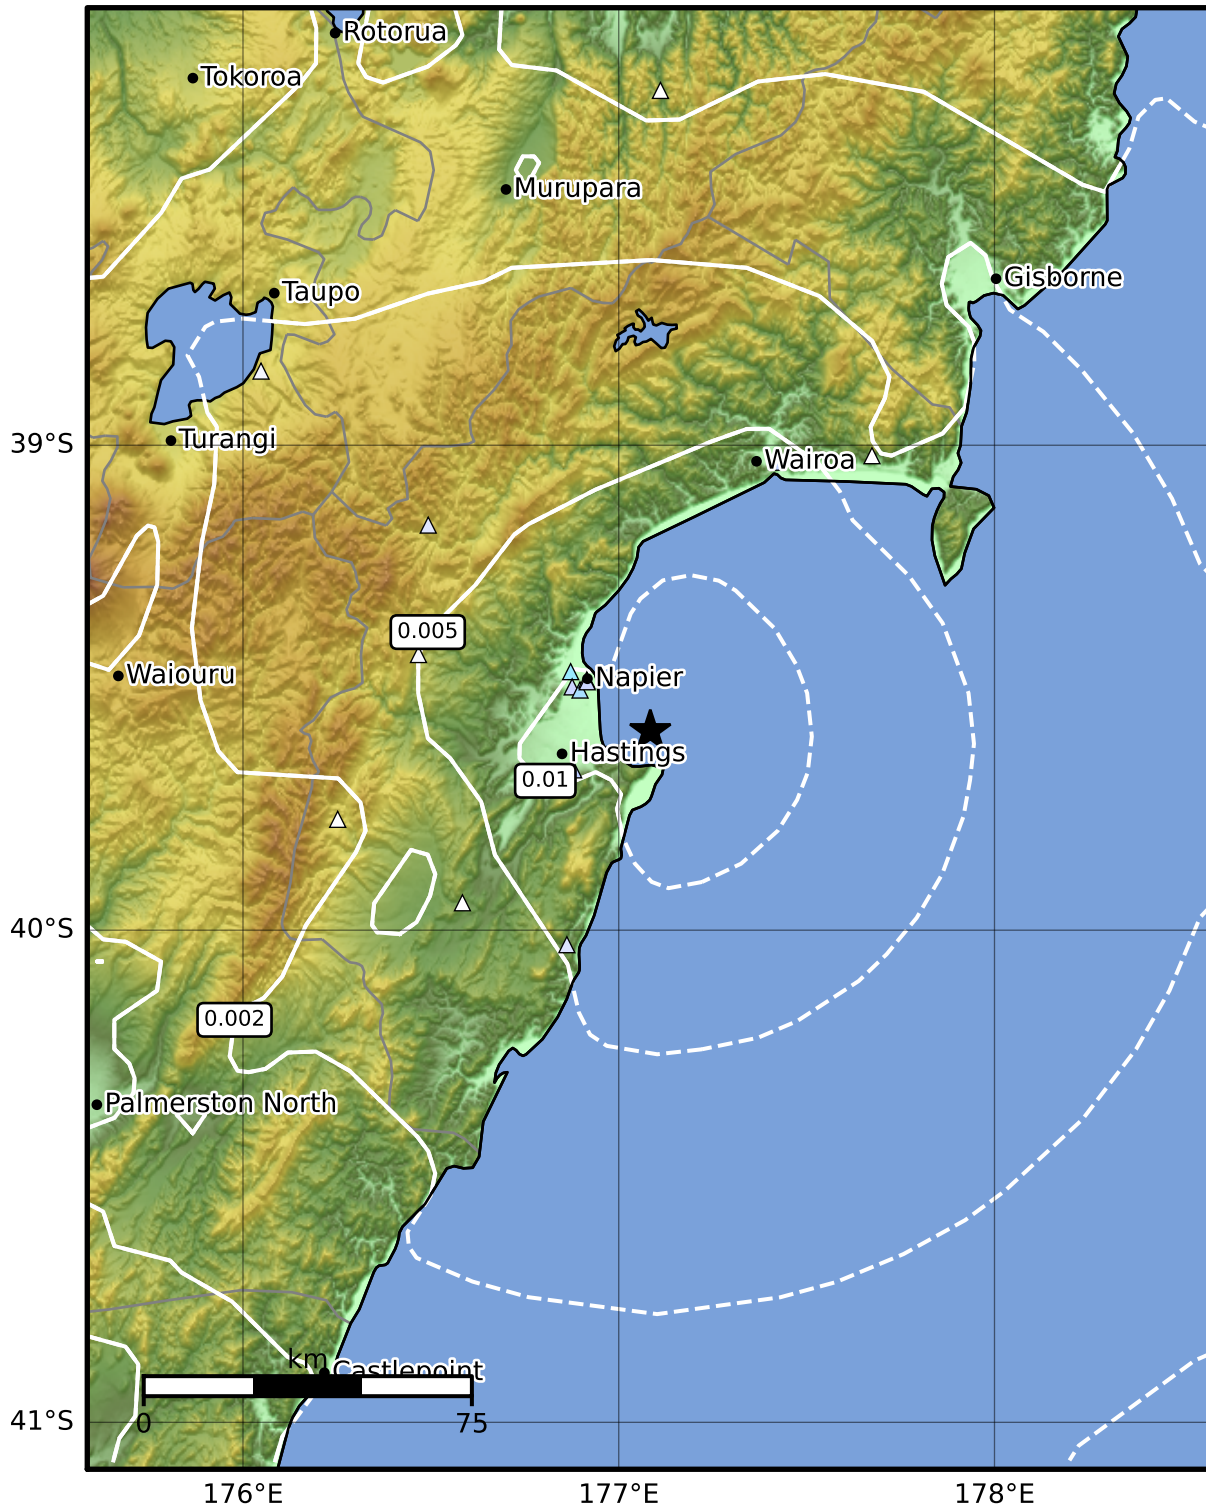 Rotorua
Tokoroa
Murupara
Gisborne
Taupo
39°S
Turangi
Wairoa
0.005
Waiouru
Napier
Hastings
0.01
40°S
0.002
Palmerston North
km
Castlepoint
0
75
41°S
176°E
177°E
178°E